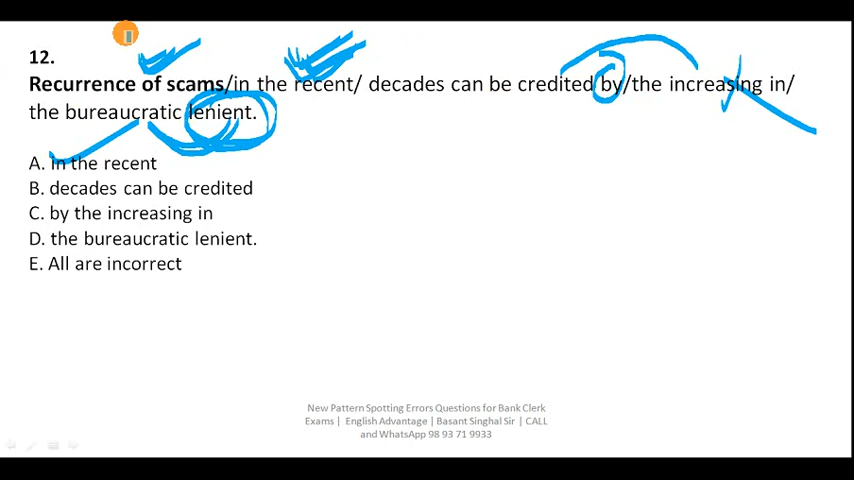 12.
Recurrence of scams/in the recent/ decades can be credited by/the increasing in/
the bureaucratic lenient.
A. in the recent
B. decades can be credited
C. by the increasing in
D. the bureaucratic lenient.
E. All are incorrect
New Pattern Spotting Errors Questions for Bank Clerk
Exams | English Advantage | Basant Singhal Sir | CALL
and WhatsApp 98 93 71 9933